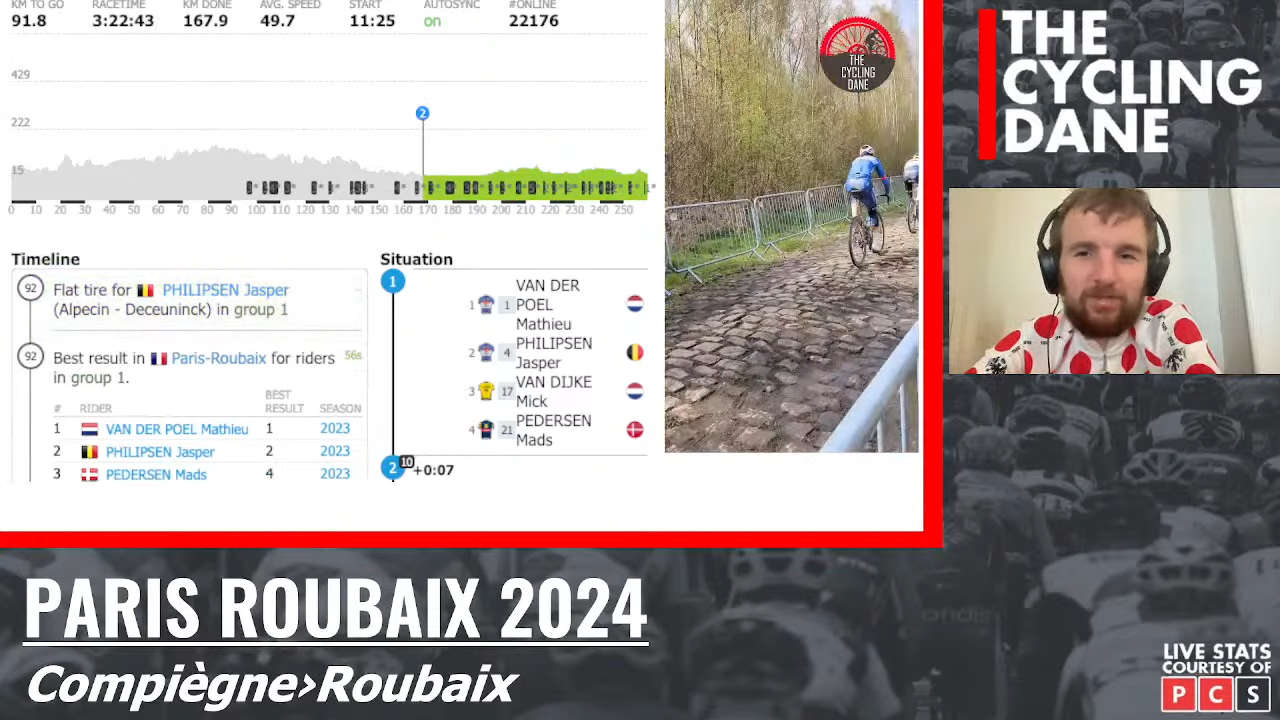 KM TO GO RACETIME KM DONE AVG. SPEED START AUTOSYNC #ONLINE
91.8 3:22:43 167.9 49.7 11:25 on 22176
429
222
15
2
0 10 20 30 40 50 60 70 80 90 100 110 120 130 140 150 160 170 180 190 200 210 220 230 240 250
Timeline
92 Flat tire for PHILIPSEN Jasper
(Alpecin - Deceuninck) in group 1
92 Best result in Paris-Roubaix for riders 56s
in group 1.
# RIDER BEST RESULT SEASON
1 VAN DER POEL Mathieu 1 2023
2 PHILIPSEN Jasper 2 2023
3 PEDERSEN Mads 4 2023
Situation
1
1 1 VAN DER
POEL
Mathieu
2 4 PHILIPSEN
Jasper
3 17 VAN DIJKE
Mick
4 21 PEDERSEN
Mads
2 10 +0:07
THE
CYCLING
DANE
THE
CYCLING
DANE
PARIS ROUBAIX 2024
Compiègne›Roubaix
LIVE STATS
COURTESY OF
P C S